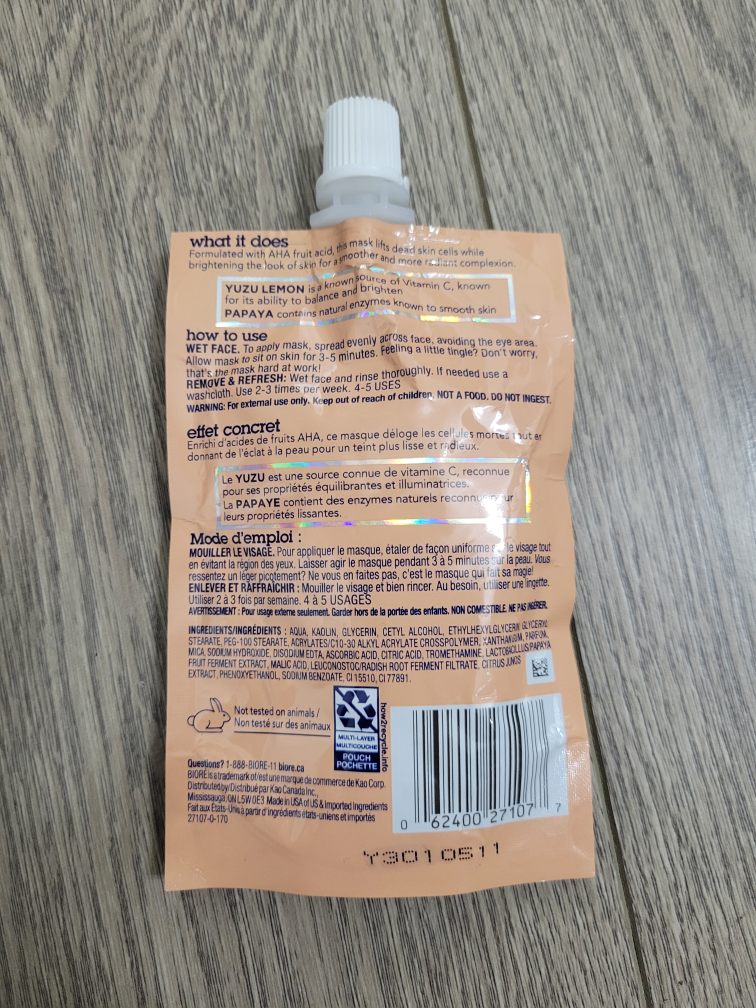 what it does
Formulated with AHA fruit acid, this mask lifts dead skin cells while
brightening the look of skin for a smoother and more radiant complexion.
YUZU LEMON is a known source of Vitamin C, known
for its ability to balance and brighten
PAPAYA contains natural enzymes known to smooth skin
how to use
WET FACE. To apply mask, spread evenly across face, avoiding the eye area.
Allow mask to sit on skin for 3-5 minutes. Feeling a little tingle? Don't worry,
that's the mask hard at work!
REMOVE & REFRESH: Wet face and rinse thoroughly. If needed use a
washcloth. Use 2-3 times per week. 4-5 USES
WARNING: For external use only. Keep out of reach of children. NOT A FOOD. DO NOT INGEST.
effet concret
Enrichi d'acides de fruits AHA, ce masque déloge les cellules mortes tout en
donnant de l'éclat à la peau pour un teint plus lisse et radieux.
Le YUZU est une source connue de vitamine C, reconnue
pour ses propriétés équilibrantes et illuminatrices.
La PAPAYE contient des enzymes naturels
leurs propriétés lissantes.
Mode d'emploi :
MOUILLER LE VISAGE. Pour appliquer le masque, étaler de façon uniforme le visage tout
en évitant la région des yeux. Laisser agir le masque pendant 3 à 5 minutes sur la peau. Vous
ressentez un léger picotement? Ne vous en faites pas, c'est le masque qui fait sa magie!
ENLEVER ET RAFFRAÎCHIR : Mouiller le visage et bien rincer. Au besoin, utiliser une lingette.
Utiliser 2 à 3 fois par semaine. 4 à 5 USAGES
AVERTISSEMENT : Pour usage externe seulement. Garder hors de la portée des enfants. NON COMESTIBLE. NE PAS INGÉRER.
INGREDIENTS/INGRÉDIENTS : AQUA, KAOLIN, GLYCERIN, CETYL ALCOHOL, ETHYLHEXYLGLYCERIN, GLYCERYL
STEARATE, PEG-100 STEARATE, ACRYLATES/C10-30 ALKYL ACRYLATE CROSSPOLYMER, XANTHAN GUM, PARFUM,
MICA, SODIUM HYDROXIDE, DISODIUM EDTA, ASCORBIC ACID, CITRIC ACID, TROMETHAMINE, LACTOBACILLUS/PAPAYA
FRUIT FERMENT EXTRACT, MALIC ACID, LEUCONOSTOC/RADISH ROOT FERMENT FILTRATE, CITRUS JUNOS
EXTRACT, PHENOXYETHANOL, SODIUM BENZOATE, CI 15510, CI 77891.
Not tested on animals /
Non testé sur des animaux
MULTI-LAYER
MULTICOUCHE
POUCH
POCHETTE
how2recycle.info
Questions? 1-888-BIORE-11 biore.ca
BIORÉ is a trademark of/est une marque de commerce de Kao Corp.
Distributed by/Distribué par Kao Canada Inc.,
Mississauga, ON L5W 0E3 Made in USA of US & Imported Ingredients
Fait aux États-Unis à partir d'ingrédients états-uniens et importés
27107-0-170
0 62400 27107 7
Y3010511